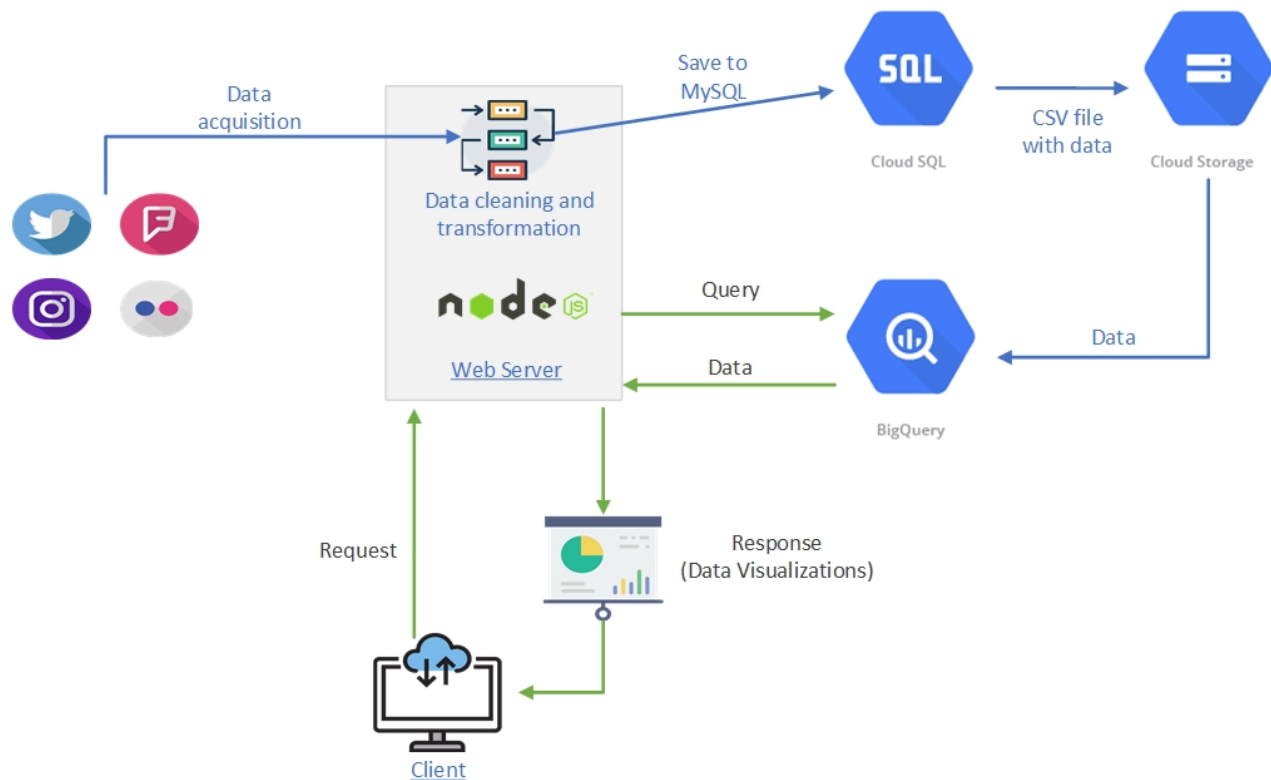 Data
acquisition
Save to
MySQL
SQL
CSV file
with data
Cloud SQL
Cloud Storage
Data cleaning and
transformation
node
JS
Web Server
Query
Data
Data
BigQuery
Request
Response
(Data Visualizations)
Client